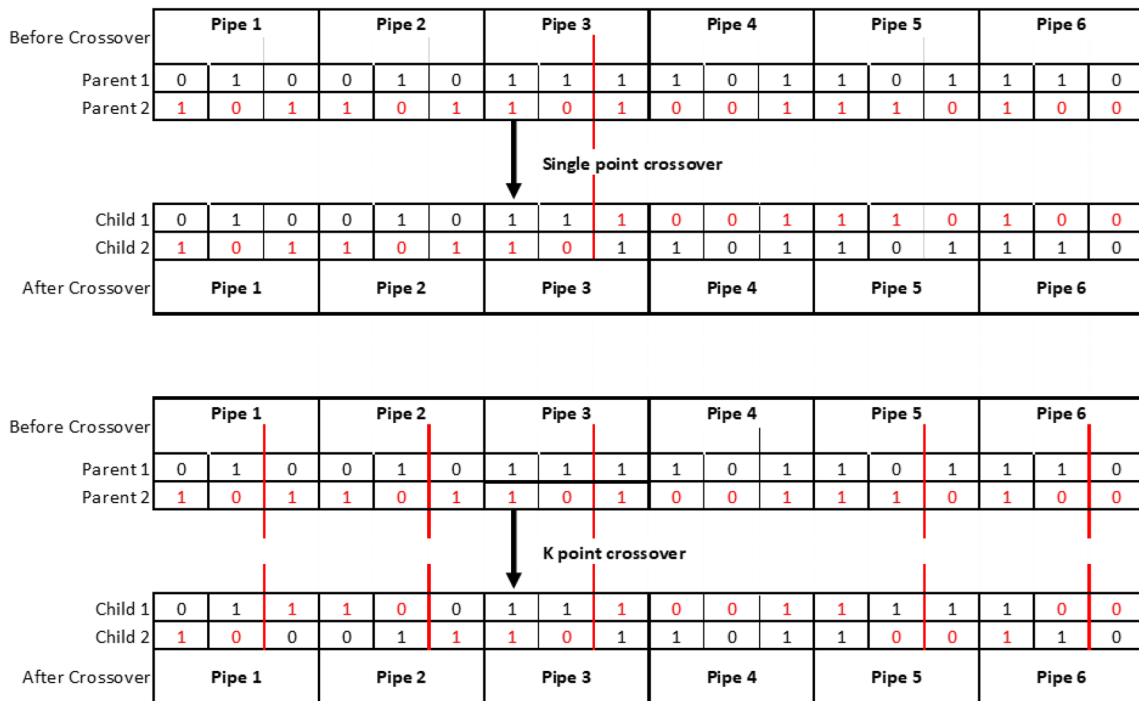 Before Crossover Pipe 1 Pipe 2 Pipe 3 Pipe 4 Pipe 5 Pipe 6
Parent 1 0 1 0 0 1 0 1 1 1 1 0 1 1 0 1 1 1 0
Parent 2 1 0 1 1 0 1 1 0 1 0 0 1 1 1 0 1 0 0
Single point crossover
Child 1 0 1 0 0 1 0 1 1 1 0 0 1 1 1 0 1 0 0
Child 2 1 0 1 1 0 1 1 0 1 1 0 1 1 0 1 1 1 0
After Crossover Pipe 1 Pipe 2 Pipe 3 Pipe 4 Pipe 5 Pipe 6
Before Crossover Pipe 1 Pipe 2 Pipe 3 Pipe 4 Pipe 5 Pipe 6
Parent 1 0 1 0 0 1 0 1 1 1 1 0 1 1 0 1 1 1 0
Parent 2 1 0 1 1 0 1 1 0 1 0 0 1 1 1 0 1 0 0
K point crossover
Child 1 0 1 1 1 0 0 1 1 1 0 0 1 1 1 1 1 0 0
Child 2 1 0 0 0 1 1 1 0 1 1 0 1 1 0 0 1 1 0
After Crossover Pipe 1 Pipe 2 Pipe 3 Pipe 4 Pipe 5 Pipe 6